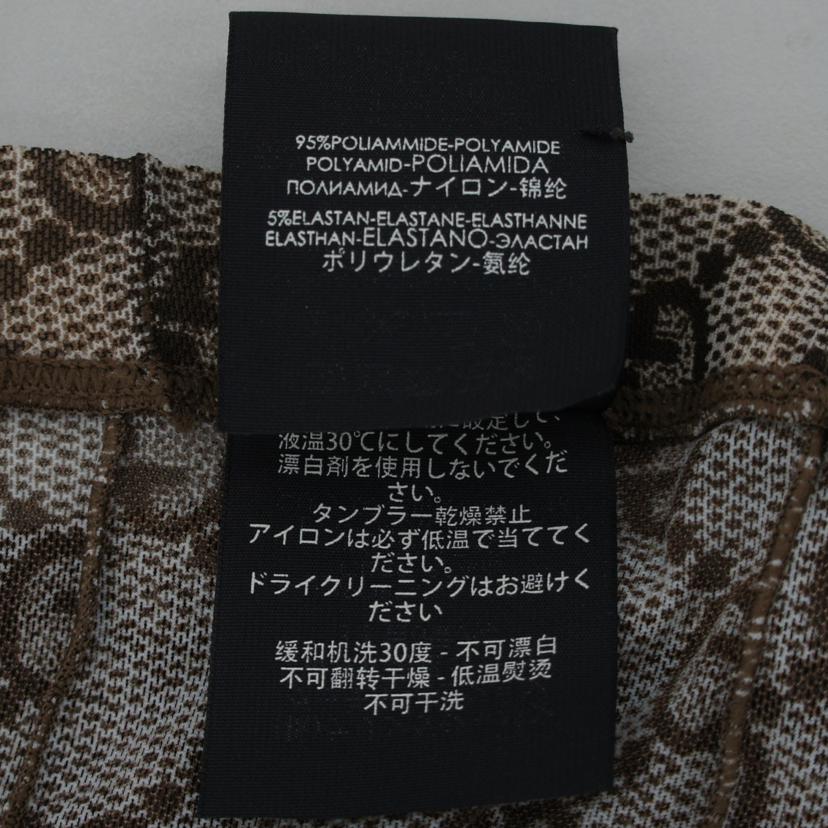 95%POLIAMMIDE-POLYAMIDE
POLYAMID-POLIAMIDA
ПОЛИАМИД-ナイロン-锦纶
5%ELASTAN-ELASTANE-ELASTHANNE
ELASTHAN-ELASTANO-ЭЛАСТАН
ポリウレタン-氨纶
に設定して、
液温30℃にしてください。
漂白剤を使用しないでくだ
さい。
タンブラー乾燥禁止
アイロンは必ず低温で当ててく
ださい。
ドライクリーニングはお避けく
ださい
缓和机洗30度 - 不可漂白
不可翻转干燥 - 低温熨烫
不可干洗